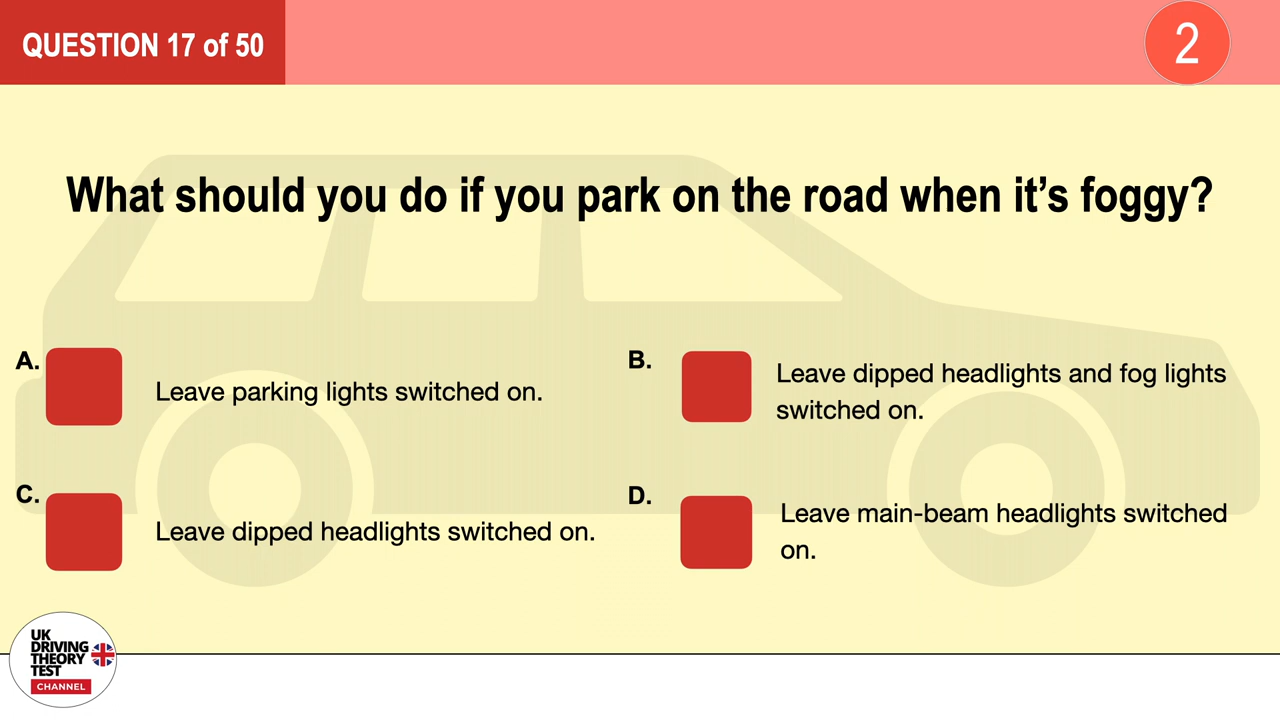 QUESTION 17 of 50
2
What should you do if you park on the road when it’s foggy?
A.
Leave parking lights switched on.
B.
Leave dipped headlights and fog lights
switched on.
C.
Leave dipped headlights switched on.
D.
Leave main-beam headlights switched
on.
UK
DRIVING
THEORY
TEST
CHANNEL